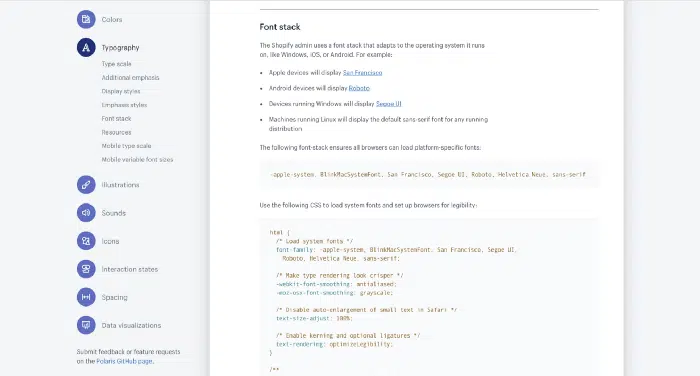 Colors
Typography
Type scale
Additional emphasis
Display styles
Emphasis styles
Font stack
Resources
Mobile type scale
Mobile variable font sizes
Illustrations
Sounds
Icons
Interaction states
Spacing
Data visualizations
Submit feedback or feature requests
on the Polaris GitHub page.
Font stack
The Shopify admin uses a font stack that adapts to the operating system it runs
on, like Windows, iOS, or Android. For example:
• Apple devices will display San Francisco
• Android devices will display Roboto
• Devices running Windows will display Segoe UI
• Machines running Linux will display the default sans-serif font for any running
distribution
The following font-stack ensures all browsers can load platform-specific fonts:
-apple-system, BlinkMacSystemFont, San Francisco, Segoe UI, Roboto, Helvetica Neue, sans-serif
Use the following CSS to load system fonts and set up browsers for legibility:
html {
/* Load system fonts */
font-family: -apple-system, BlinkMacSystemFont, San Francisco, Segoe UI,
Roboto, Helvetica Neue, sans-serif;
/* Make type rendering look crisper */
-webkit-font-smoothing: antialiased;
-moz-osx-font-smoothing: grayscale;
/* Disable auto-enlargement of small text in Safari */
text-size-adjust: 100%;
/* Enable kerning and optional ligatures */
text-rendering: optimizeLegibility;
}
/**